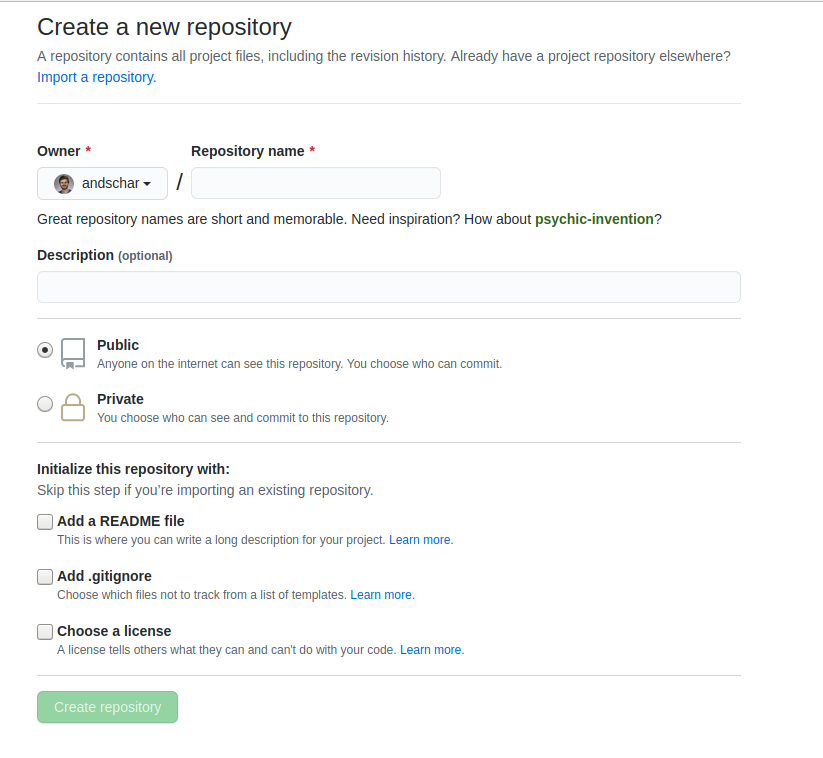 Create a new repository
A repository contains all project files, including the revision history. Already have a project repository elsewhere?
Import a repository.
Owner * Repository name *
andschar /
Great repository names are short and memorable. Need inspiration? How about psychic-invention?
Description (optional)
Public
Anyone on the internet can see this repository. You choose who can commit.
Private
You choose who can see and commit to this repository.
Initialize this repository with:
Skip this step if you’re importing an existing repository.
Add a README file
This is where you can write a long description for your project. Learn more.
Add .gitignore
Choose which files not to track from a list of templates. Learn more.
Choose a license
A license tells others what they can and can't do with your code. Learn more.
Create repository